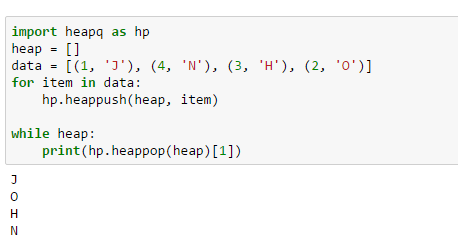 import heapq as hp
heap = []
data = [(1, 'J'), (4, 'N'), (3, 'H'), (2, 'O')]
for item in data:
    hp.heappush(heap, item)

while heap:
    print(hp.heappop(heap)[1])
J
O
H
N